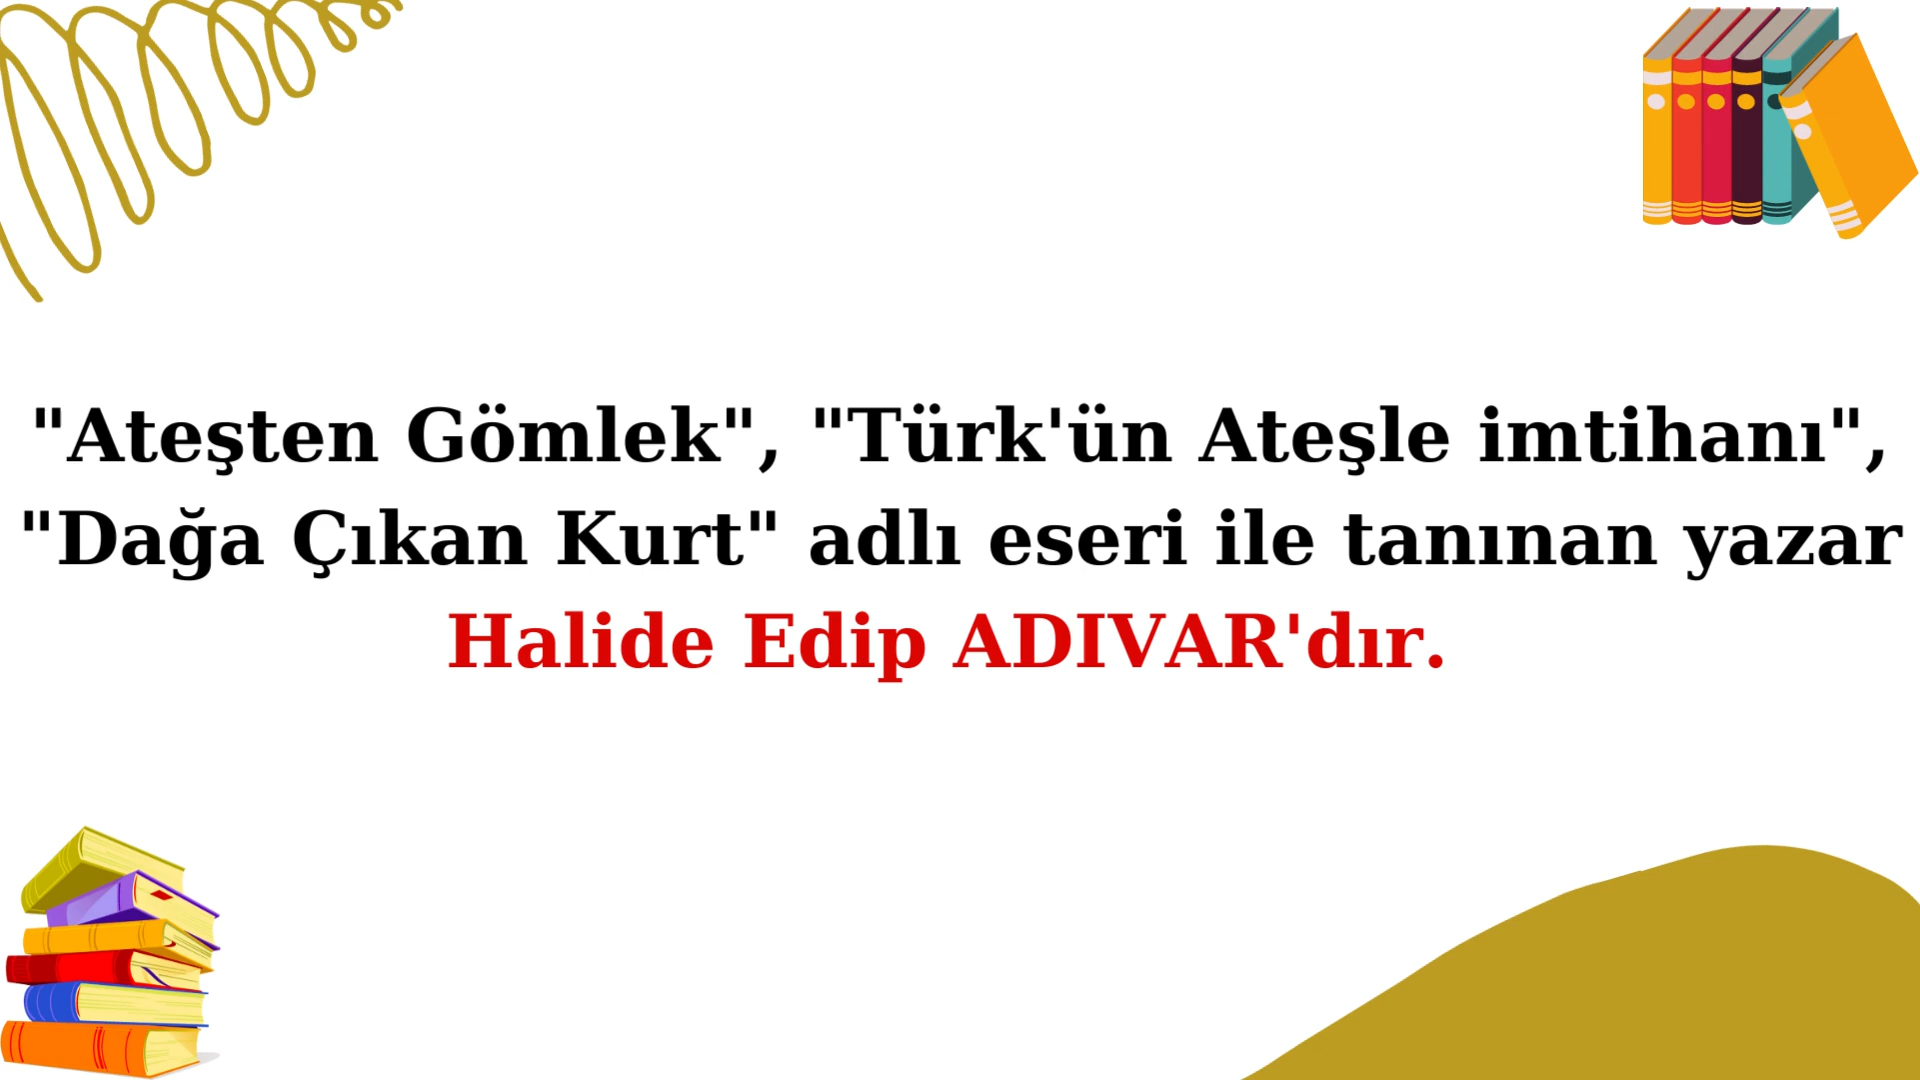 "Ateşten Gömlek", "Türk'ün Ateşle imtihanı",
"Dağa Çıkan Kurt" adlı eseri ile tanınan yazar
Halide Edip ADIVAR'dır.